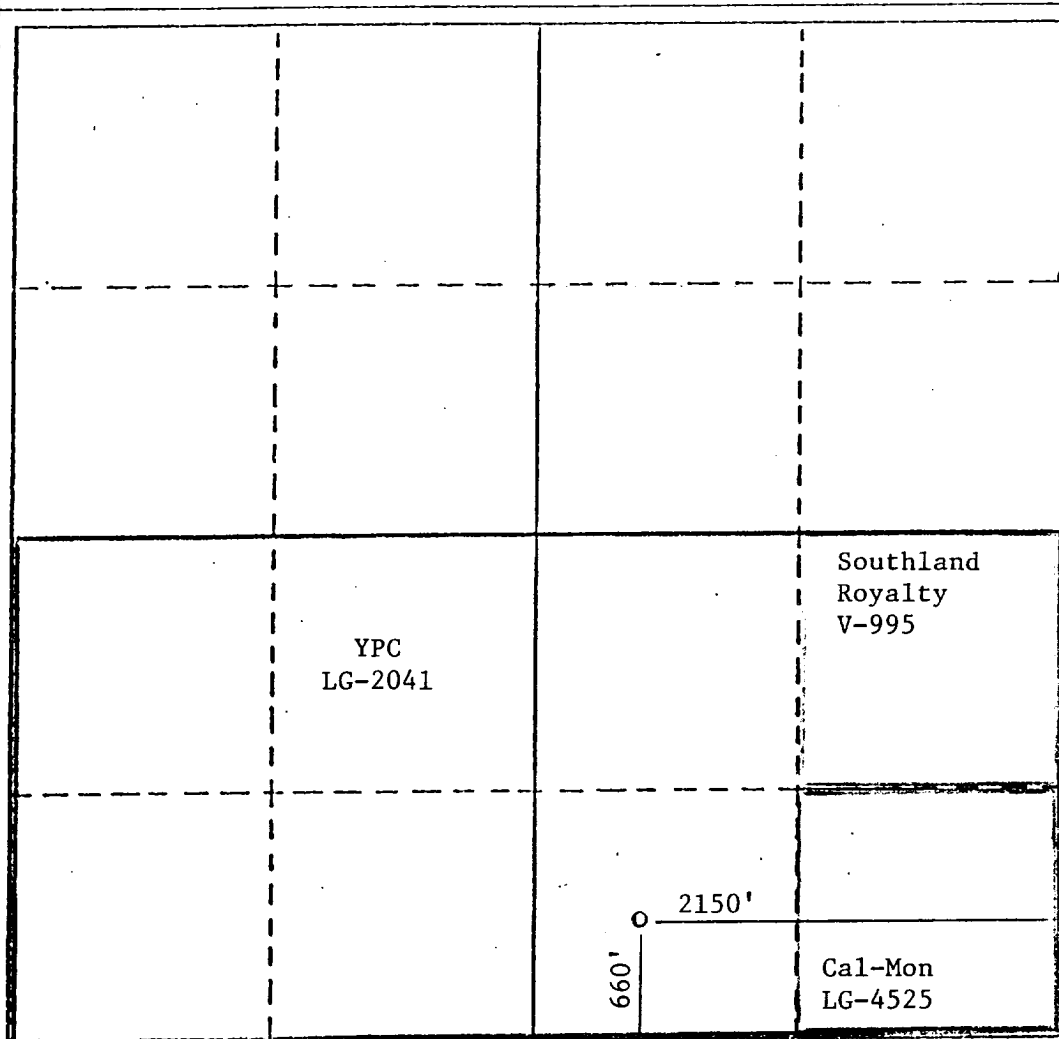 Southland
Royalty
V-995
YPC
LG-2041
2150'
660'
Cal-Mon
LG-4525